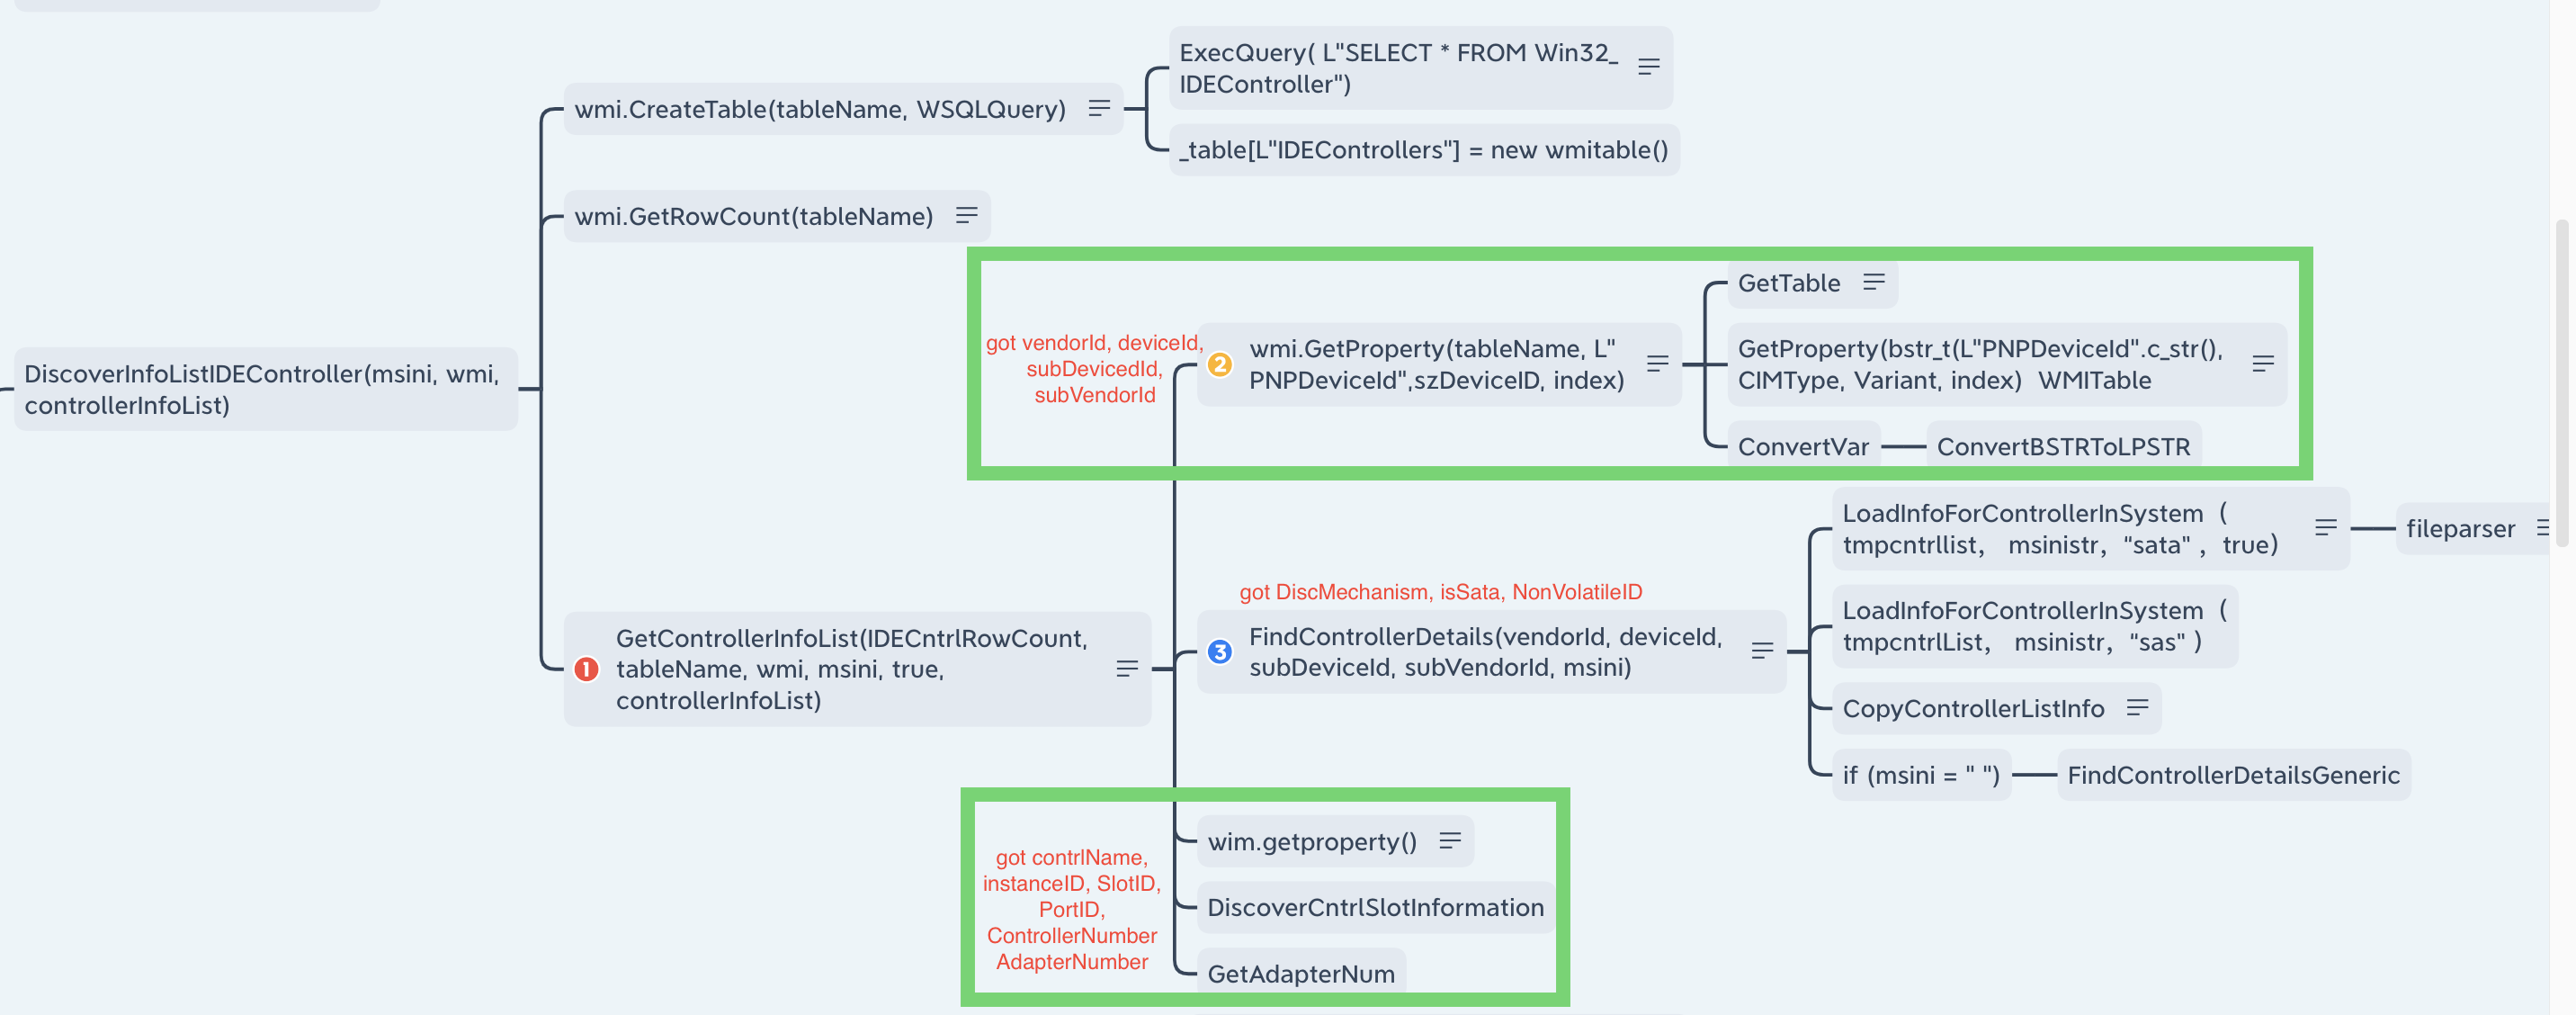 ExecQuery( L"SELECT * FROM Win32_
IDEController")
wmi.CreateTable(tableName, WSQLQuery)
_table[L"IDEControllers"] = new wmitable()
wmi.GetRowCount(tableName)
DiscoverInfoListIDEController(msini, wmi,
controllerInfoList)
got vendorId, deviceId,
subDevicedId,
subVendorId
2
wmi.GetProperty(tableName, L"
PNPDeviceId",szDeviceID, index)
GetTable
GetProperty(bstr_t(L"PNPDeviceId".c_str(),
CIMType, Variant, index)  WMITable
ConvertVar
ConvertBSTRToLPSTR
1
GetControllerInfoList(IDECntrlRowCount,
tableName, wmi, msini, true,
controllerInfoList)
got DiscMechanism, isSata, NonVolatileID
3
FindControllerDetails(vendorId, deviceId,
subDeviceId, subVendorId, msini)
LoadInfoForControllerInSystem (
tmpcntrllist, msinistr, "sata" , true)
fileparser
LoadInfoForControllerInSystem (
tmpcntrlList, msinistr, "sas" )
CopyControllerListInfo
if (msini = " ")
FindControllerDetailsGeneric
got contrlName,
instanceID, SlotID,
PortID,
ControllerNumber
AdapterNumber
wim.getproperty()
DiscoverCntrlSlotInformation
GetAdapterNum